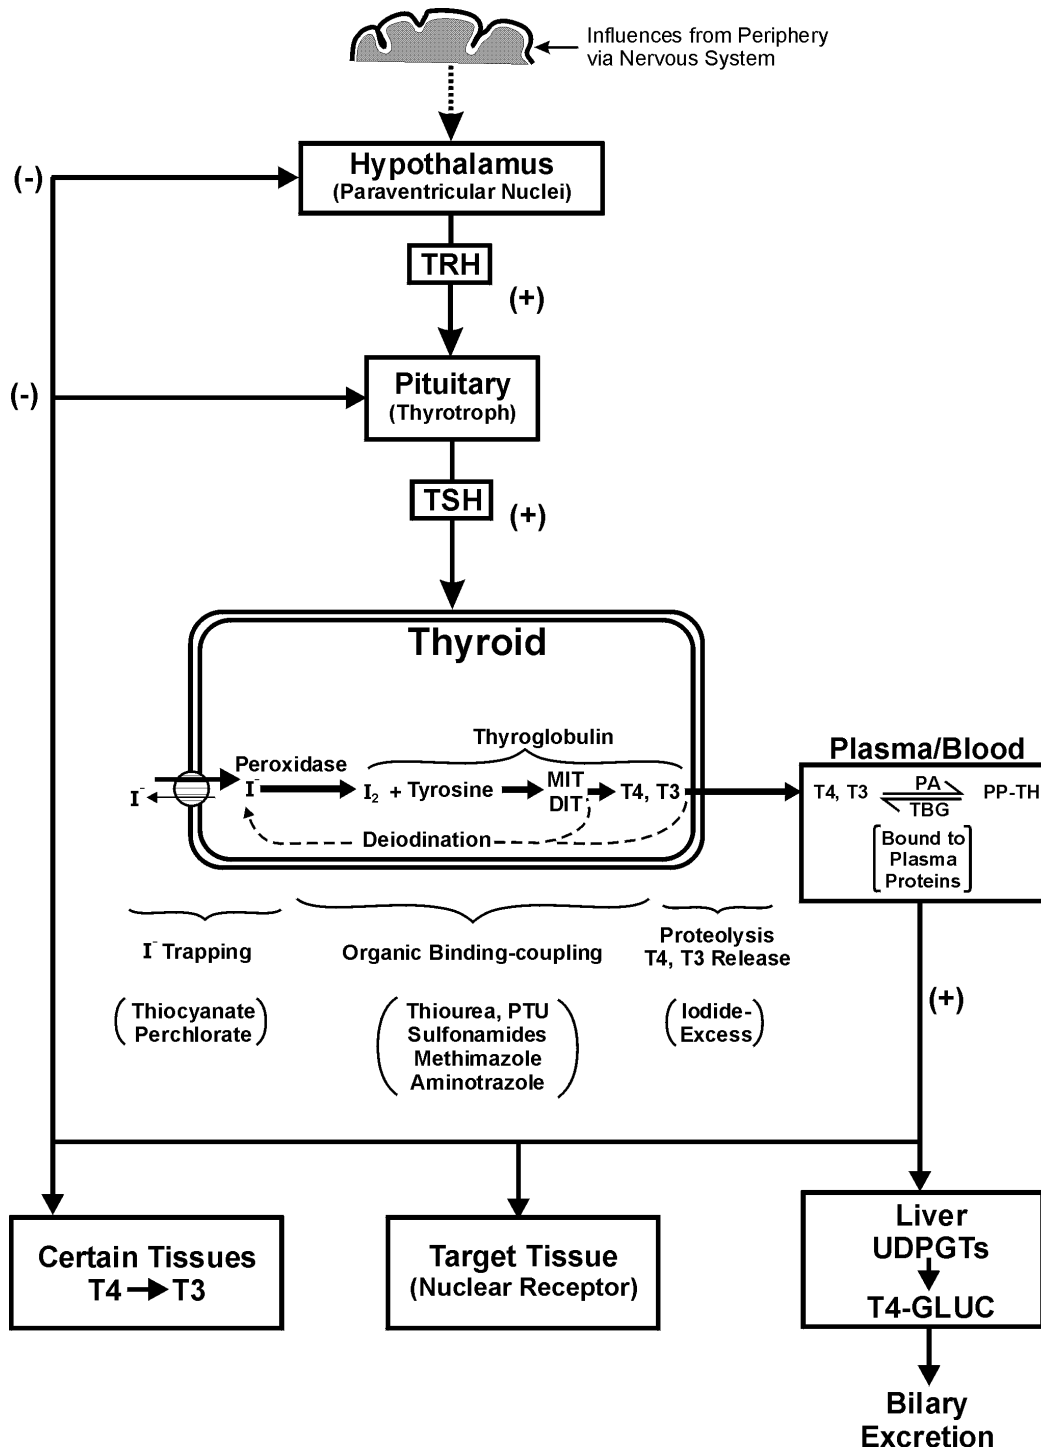 Influences from Periphery
via Nervous System
Hypothalamus
(Paraventricular Nuclei)
(-)
TRH
(+)
Pituitary
(Thyrotroph)
(-)
TSH
(+)
Thyroid
Thyroglobulin
Peroxidase
I⁻
I⁻
I₂ + Tyrosine
MIT
DIT
T4, T3
Deiodination
Plasma/Blood
T4, T3
PA
TBG
PP-TH
Bound to
Plasma
Proteins
I⁻ Trapping
(Thiocyanate
Perchlorate)
Organic Binding-coupling
(Thiourea, PTU
Sulfonamides
Methimazole
Aminotrazole)
Proteolysis
T4, T3 Release
(Iodide-
Excess)
(+)
Certain Tissues
T4 → T3
Target Tissue
(Nuclear Receptor)
Liver
UDPGTs
T4-GLUC
Bilary
Excretion